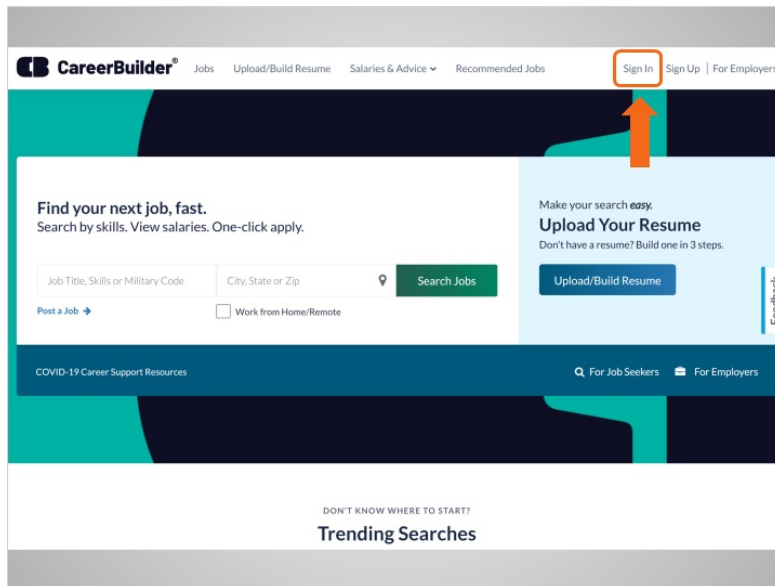 CareerBuilder® Jobs Upload/Build Resume Salaries & Advice Recommended Jobs Sign In Sign Up | For Employers
Find your next job, fast.
Search by skills. View salaries. One-click apply.
Job Title, Skills or Military Code City, State or Zip Search Jobs
Post a Job Work from Home/Remote
Make your search easy.
Upload Your Resume
Don't have a resume? Build one in 3 steps.
Upload/Build Resume
Feedback
COVID-19 Career Support Resources For Job Seekers For Employers
DON'T KNOW WHERE TO START?
Trending Searches